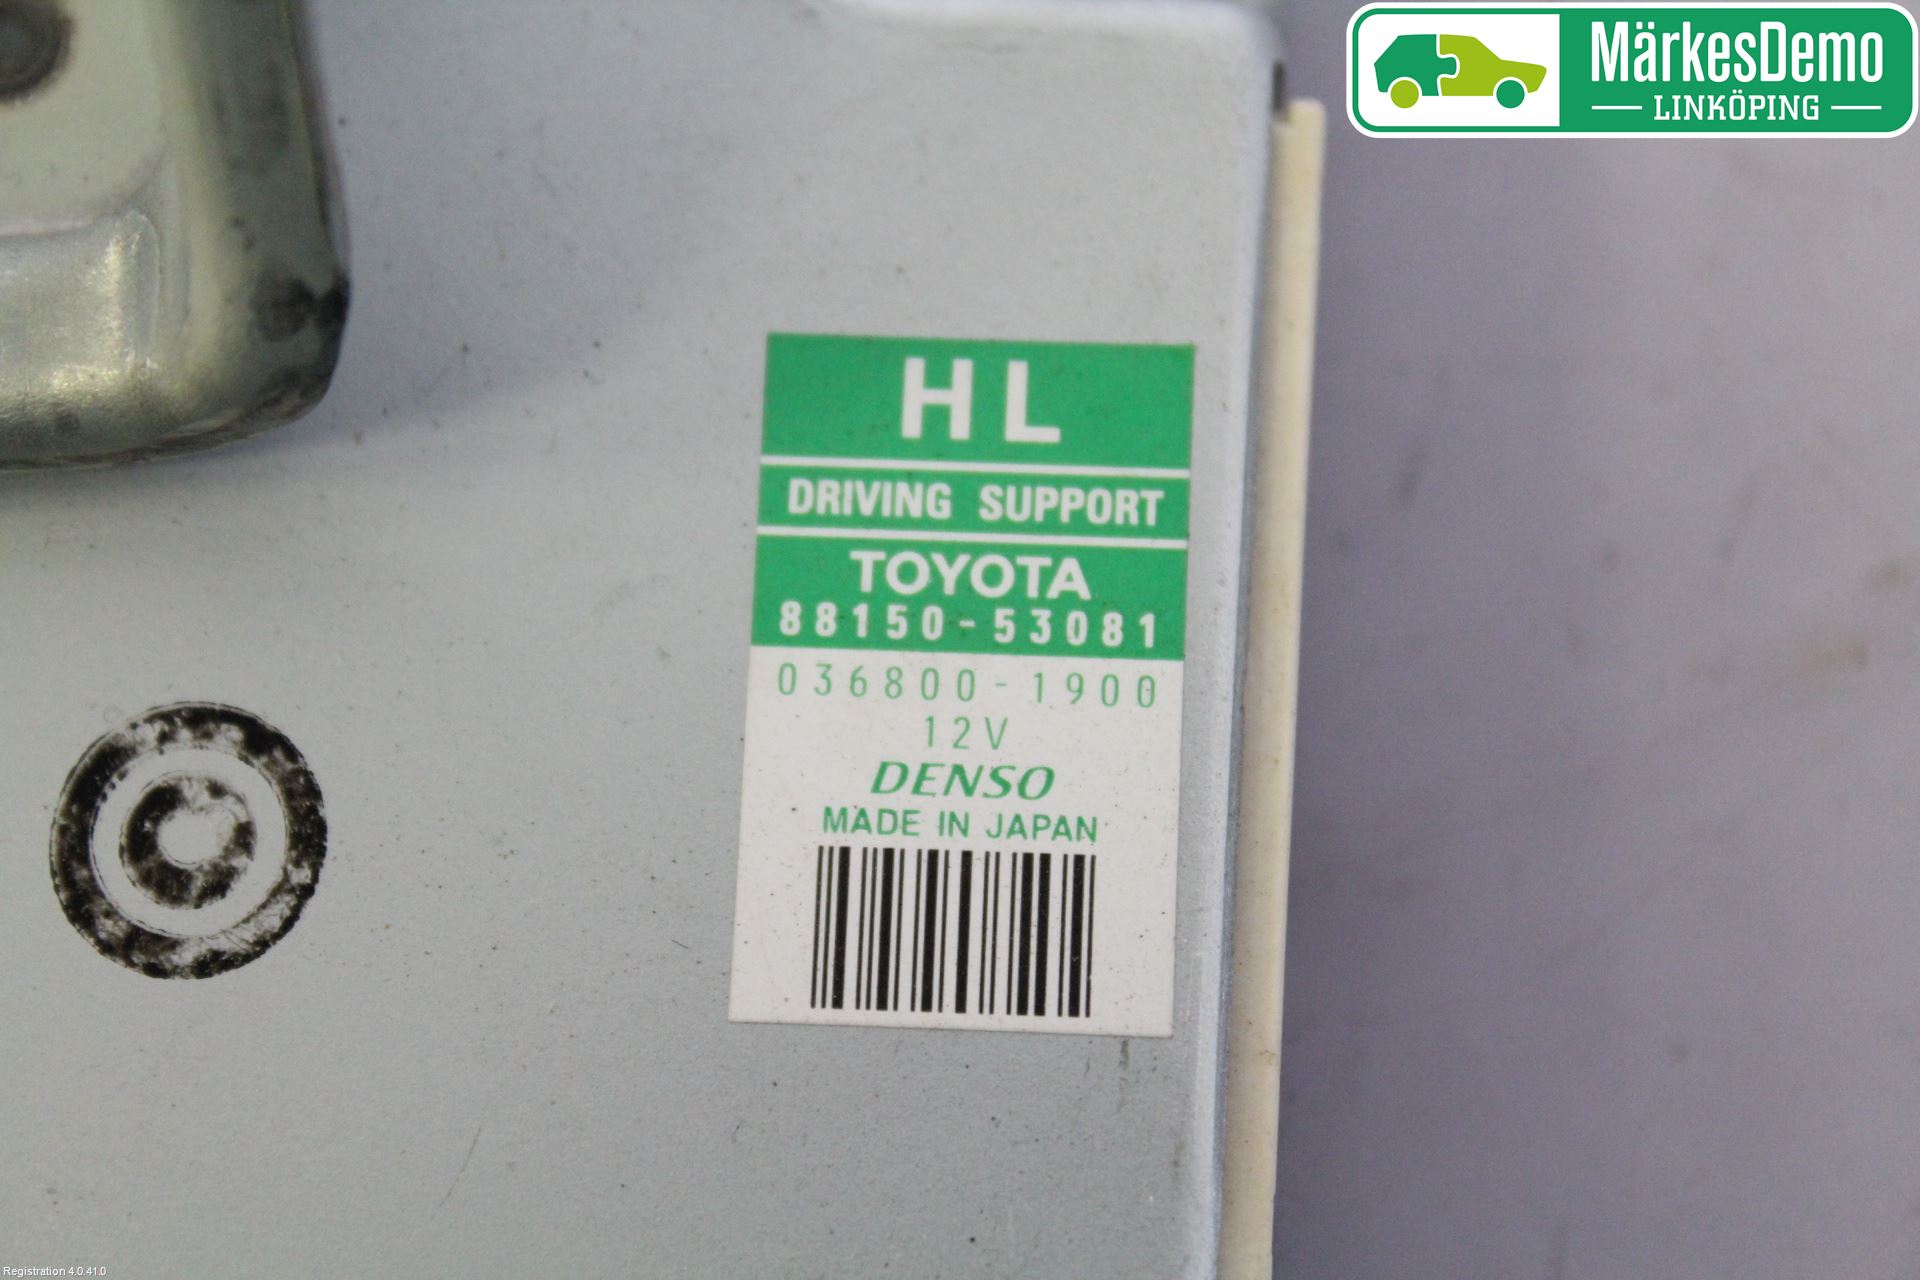 MärkesDemo
LINKÖPING
HL
DRIVING SUPPORT
TOYOTA
88150-53081
036800-1900
12V
DENSO
MADE IN JAPAN
Registration 4.0.41.0